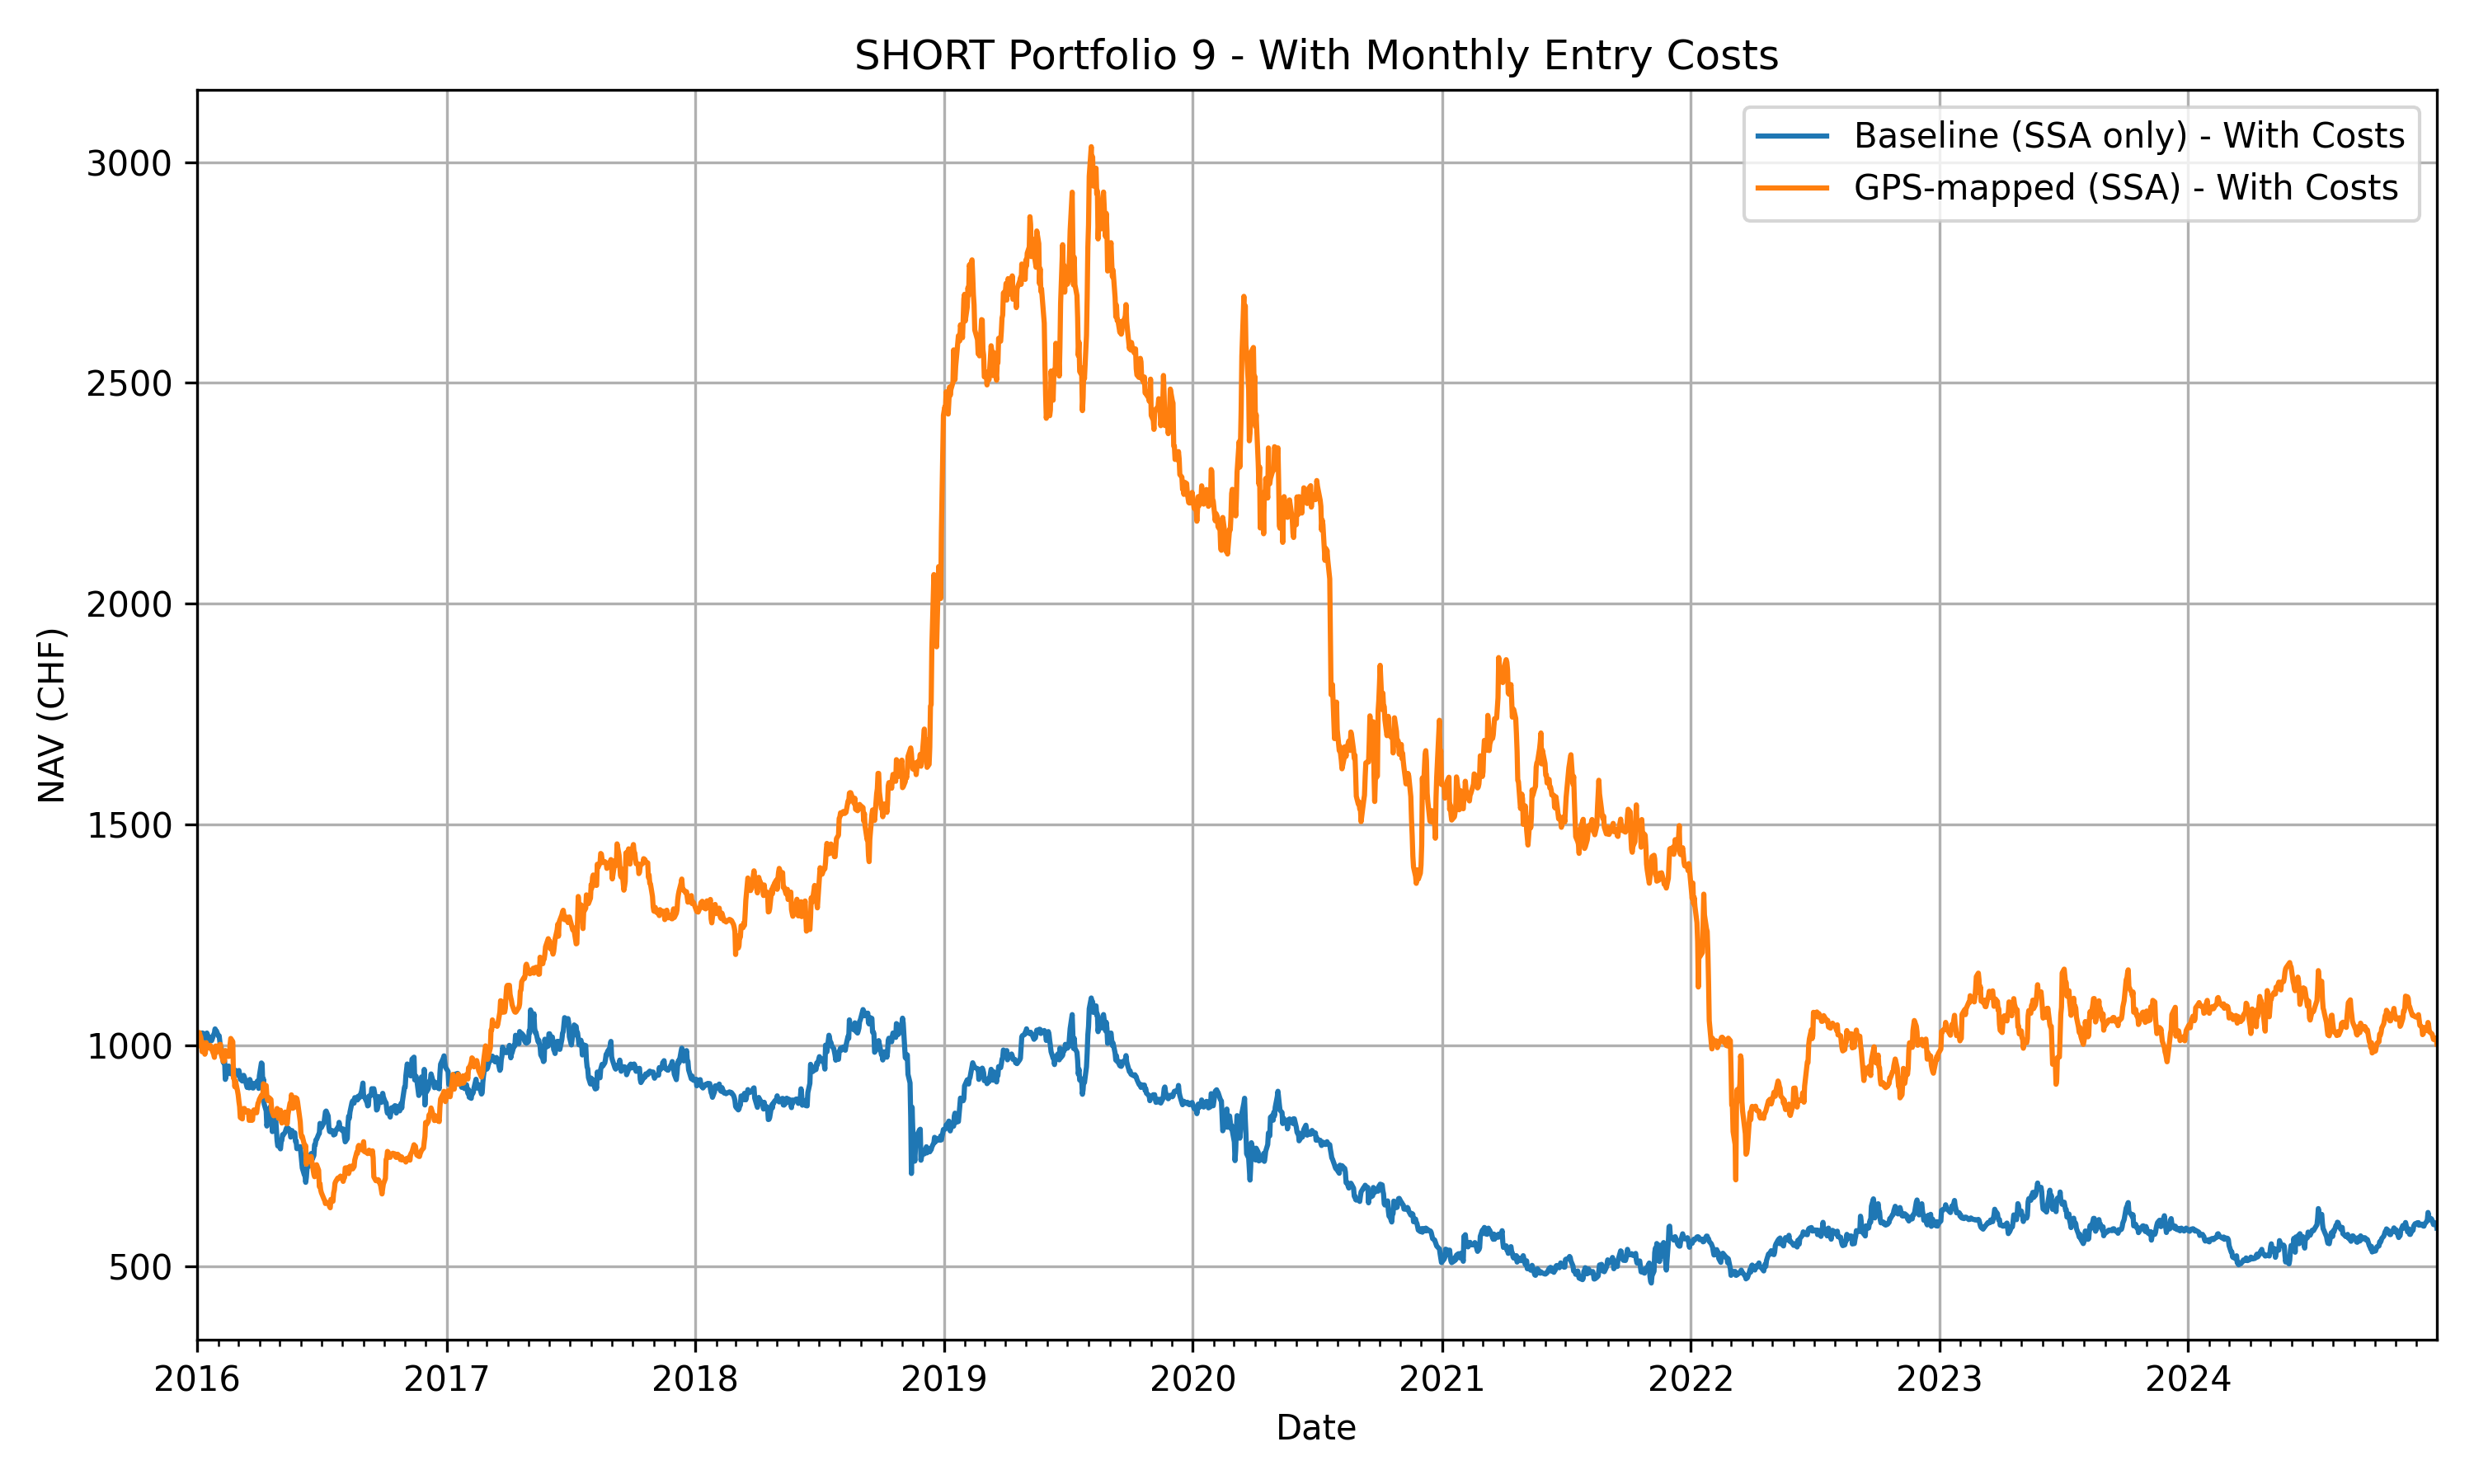 SHORT Portfolio 9 - With Monthly Entry Costs
Baseline (SSA only) - With Costs
GPS-mapped (SSA) - With Costs
NAV (CHF)
3000
2500
2000
1500
1000
500
2016 2017 2018 2019 2020 2021 2022 2023 2024
Date